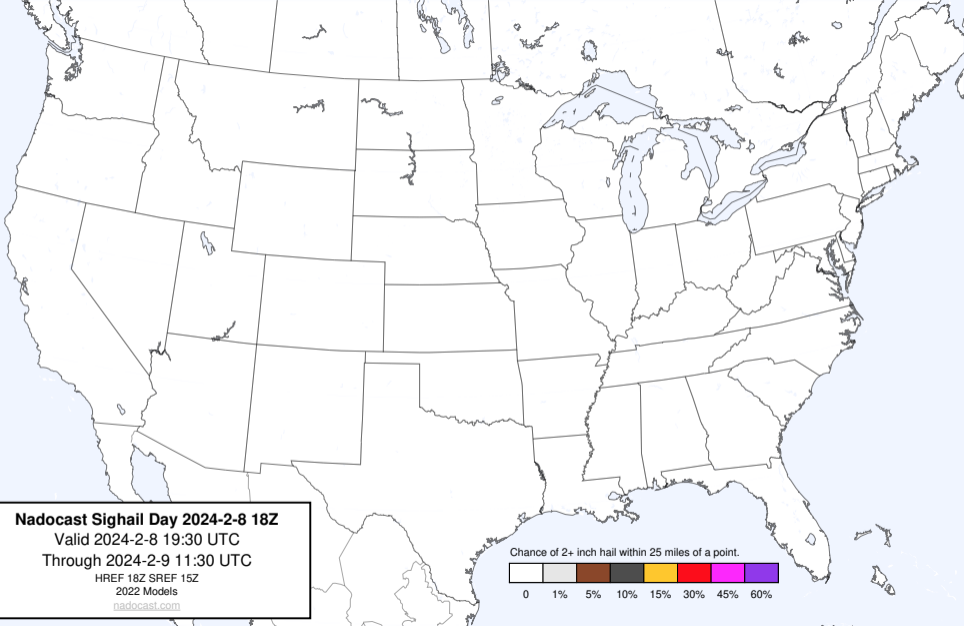 Nadocast Sighail Day 2024-2-8 18Z
Valid 2024-2-8 19:30 UTC
Through 2024-2-9 11:30 UTC
HREF 18Z SREF 15Z
2022 Models
nadocast.com
Chance of 2+ inch hail within 25 miles of a point.
0 1% 5% 10% 15% 30% 45% 60%